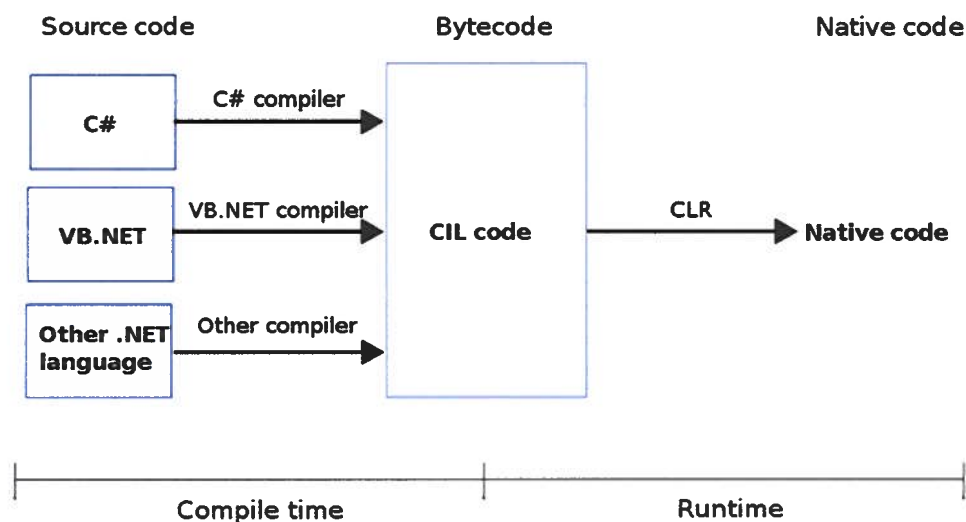 Source code
Bytecode
Native code
C# compiler
C#
VB.NET compiler
VB.NET
CIL code
CLR
Native code
Other compiler
Other .NET
language
Compile time
Runtime